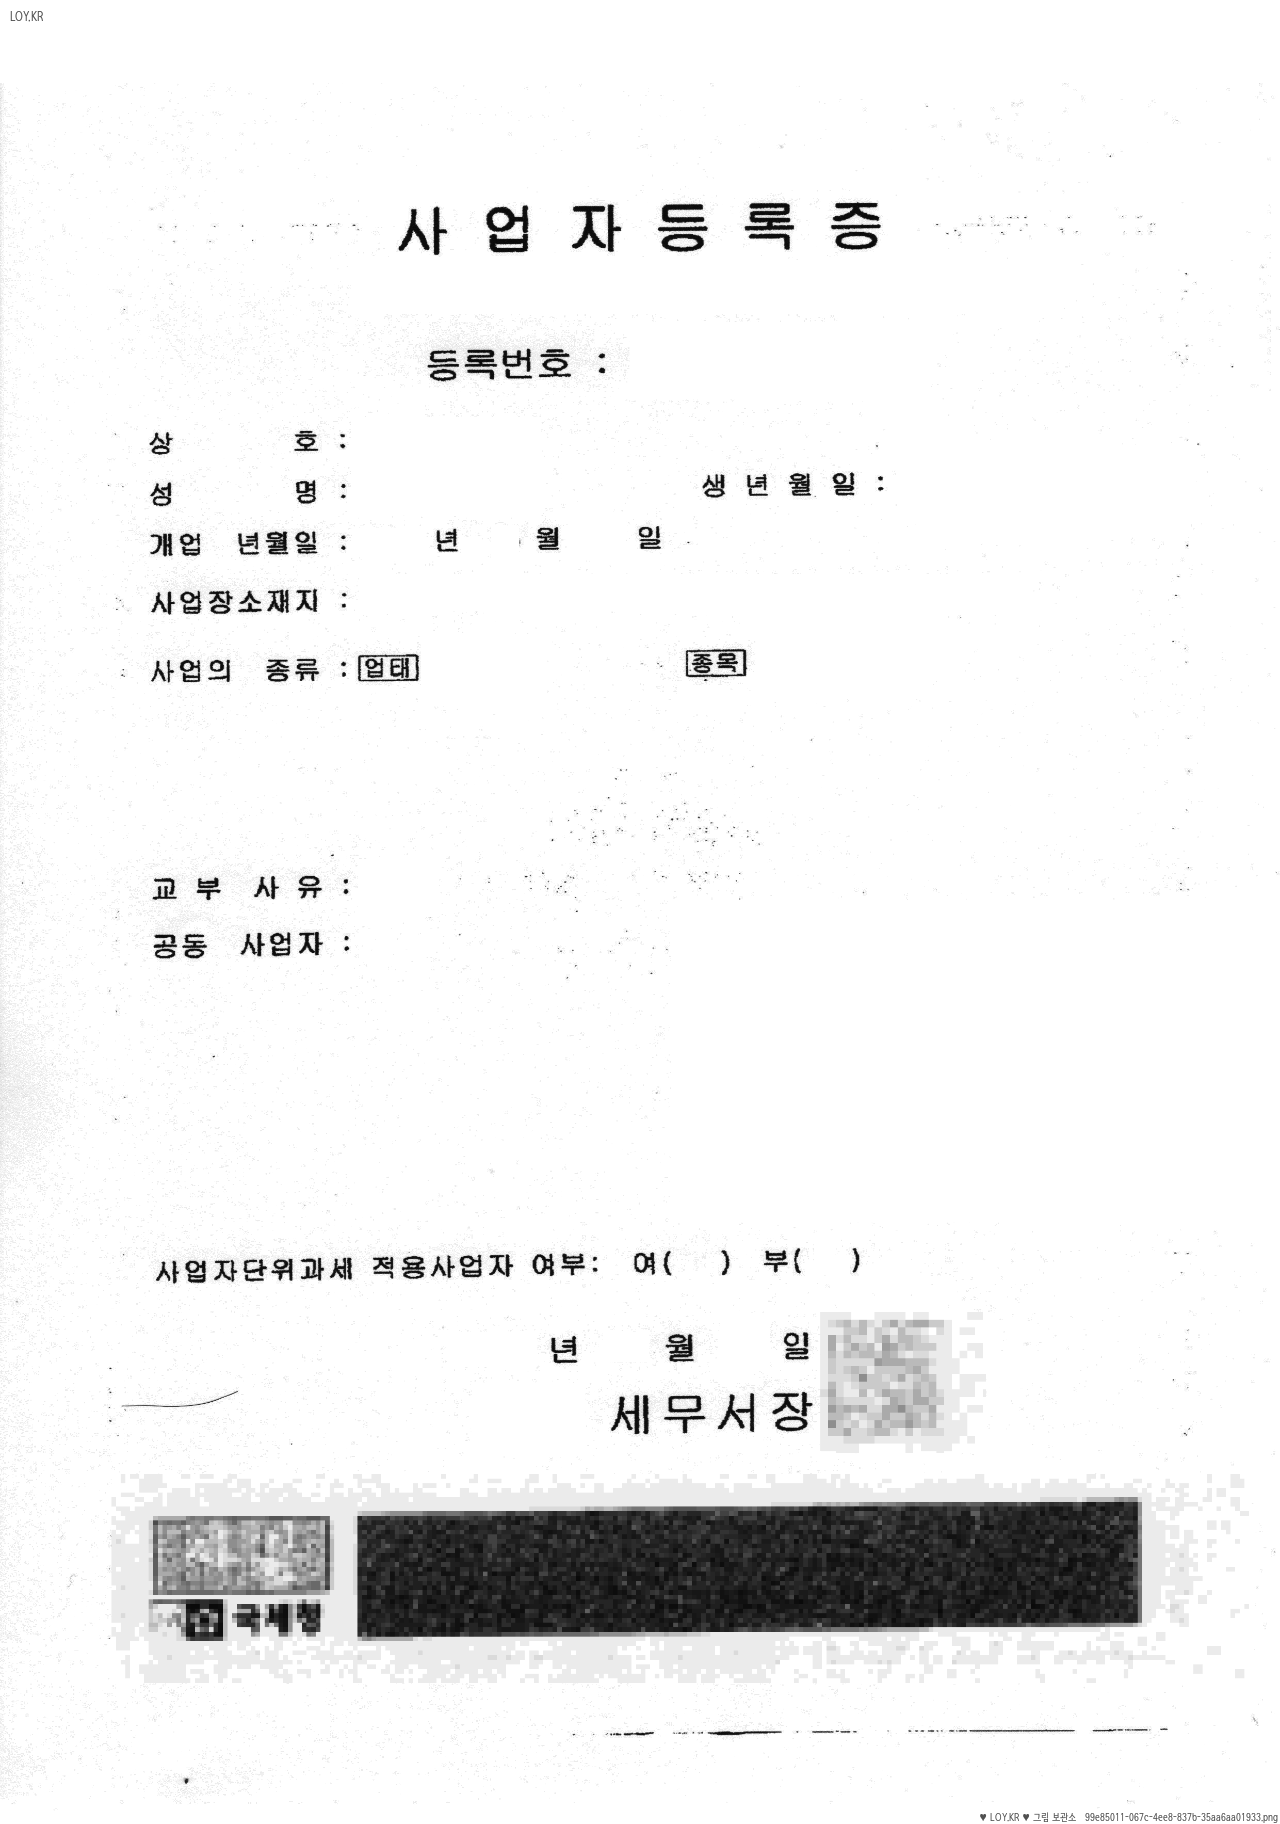 LOY.KR
사업자등록증
등록번호 :
상 호 :
성 명 : 생년월일 :
개업 년월일 : 년 월 일
사업장소재지 :
사업의 종류 : 업태 종목
교부 사유 :
공동 사업자 :
사업자단위과세 적용사업자 여부: 여( ) 부( )
년 월 일
세무서장
국세청
♥ LOY.KR ♥ 그림 보관소 99e85011-067c-4ee8-837b-35aa6aa01933.png